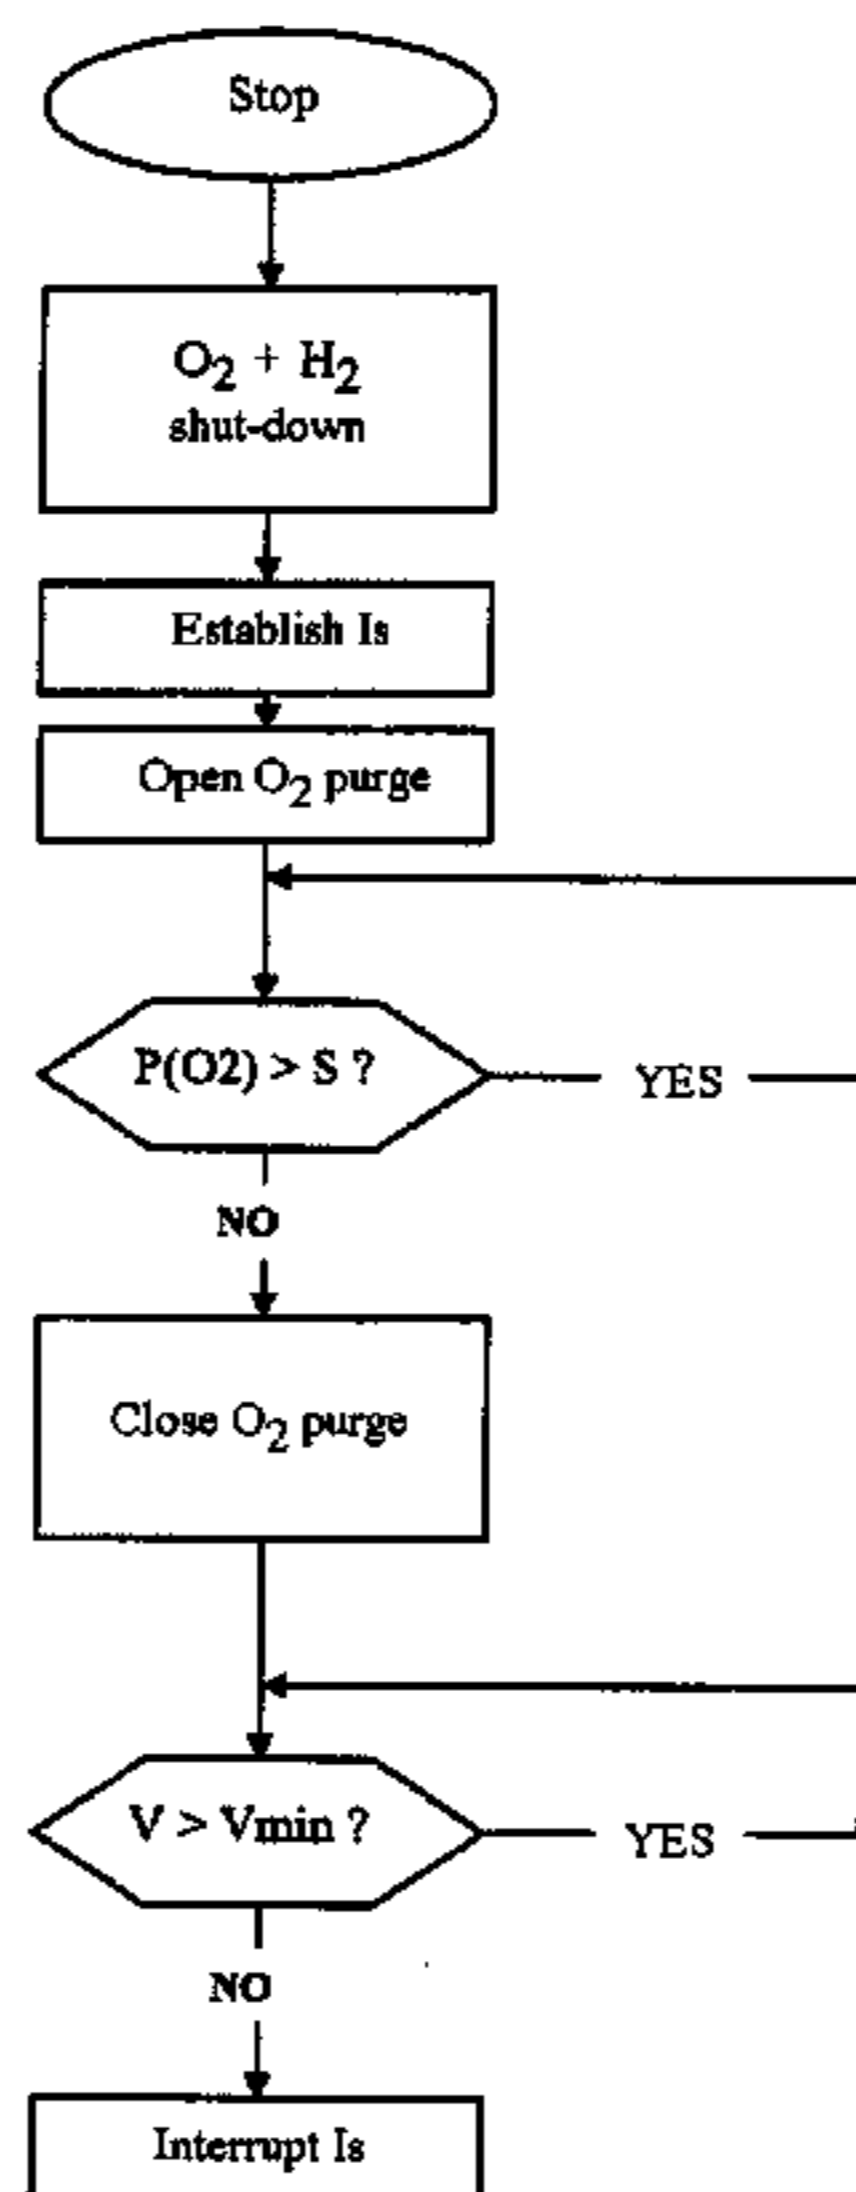 Stop
O₂ + H₂
shut-down
Establish Is
Open O₂ purge
P(O2) > S ?
YES
NO
Close O₂ purge
V > Vmin ?
YES
NO
Interrupt Is